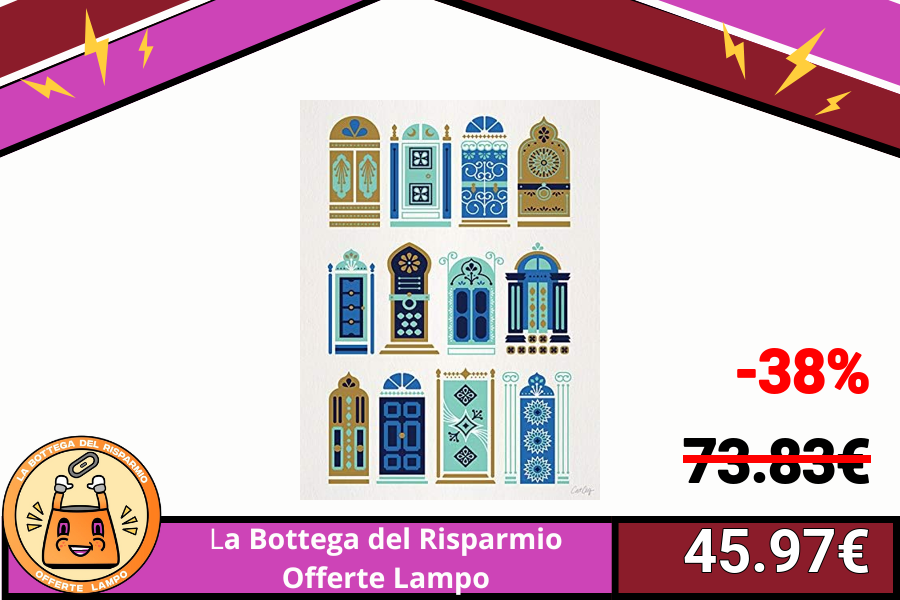 -38%
73.83€
45.97€
La Bottega del Risparmio
Offerte Lampo
LA BOTTEGA DEL RISPARMIO
OFFERTE LAMPO